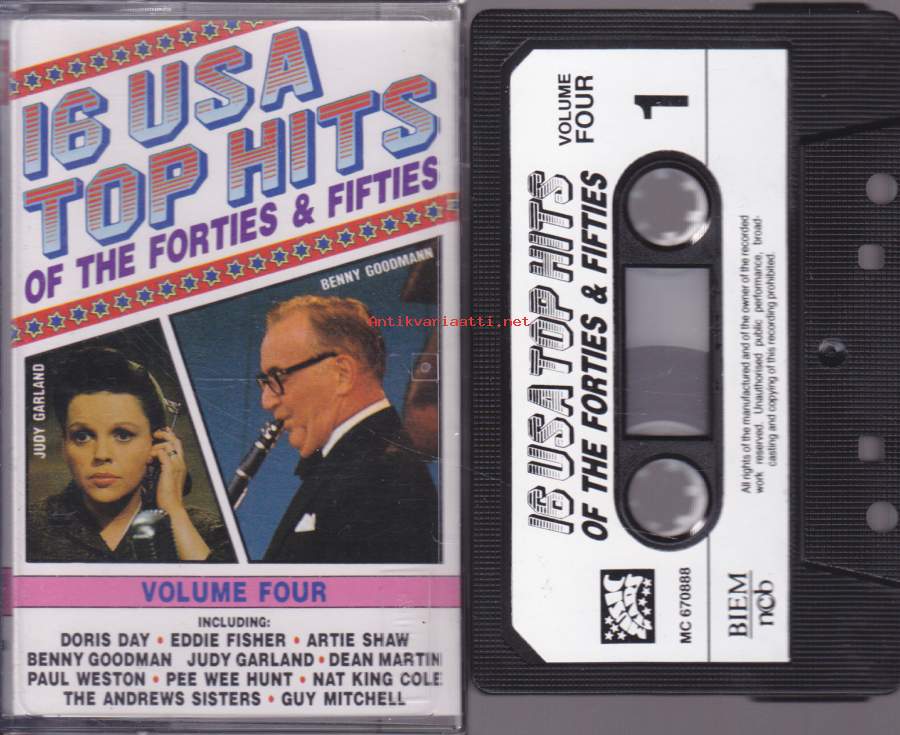 16 USA
TOP HITS
OF THE FORTIES & FIFTIES
BENNY GOODMANN
JUDY GARLAND
VOLUME FOUR
INCLUDING:
DORIS DAY • EDDIE FISHER • ARTIE SHAW
BENNY GOODMAN JUDY GARLAND • DEAN MARTIN
PAUL WESTON • PEE WEE HUNT • NAT KING COLE
THE ANDREWS SISTERS • GUY MITCHELL
Antikvariaatti.net
16 USA TOP HITS
OF THE FORTIES & FIFTIES
VOLUME
FOUR
1
MC 670888
All rights of the manufactured and of the owner of the recorded
work reserved. Unauthorised public performance, broad-
casting and copying of this recording prohibited.
BIEM
ncb